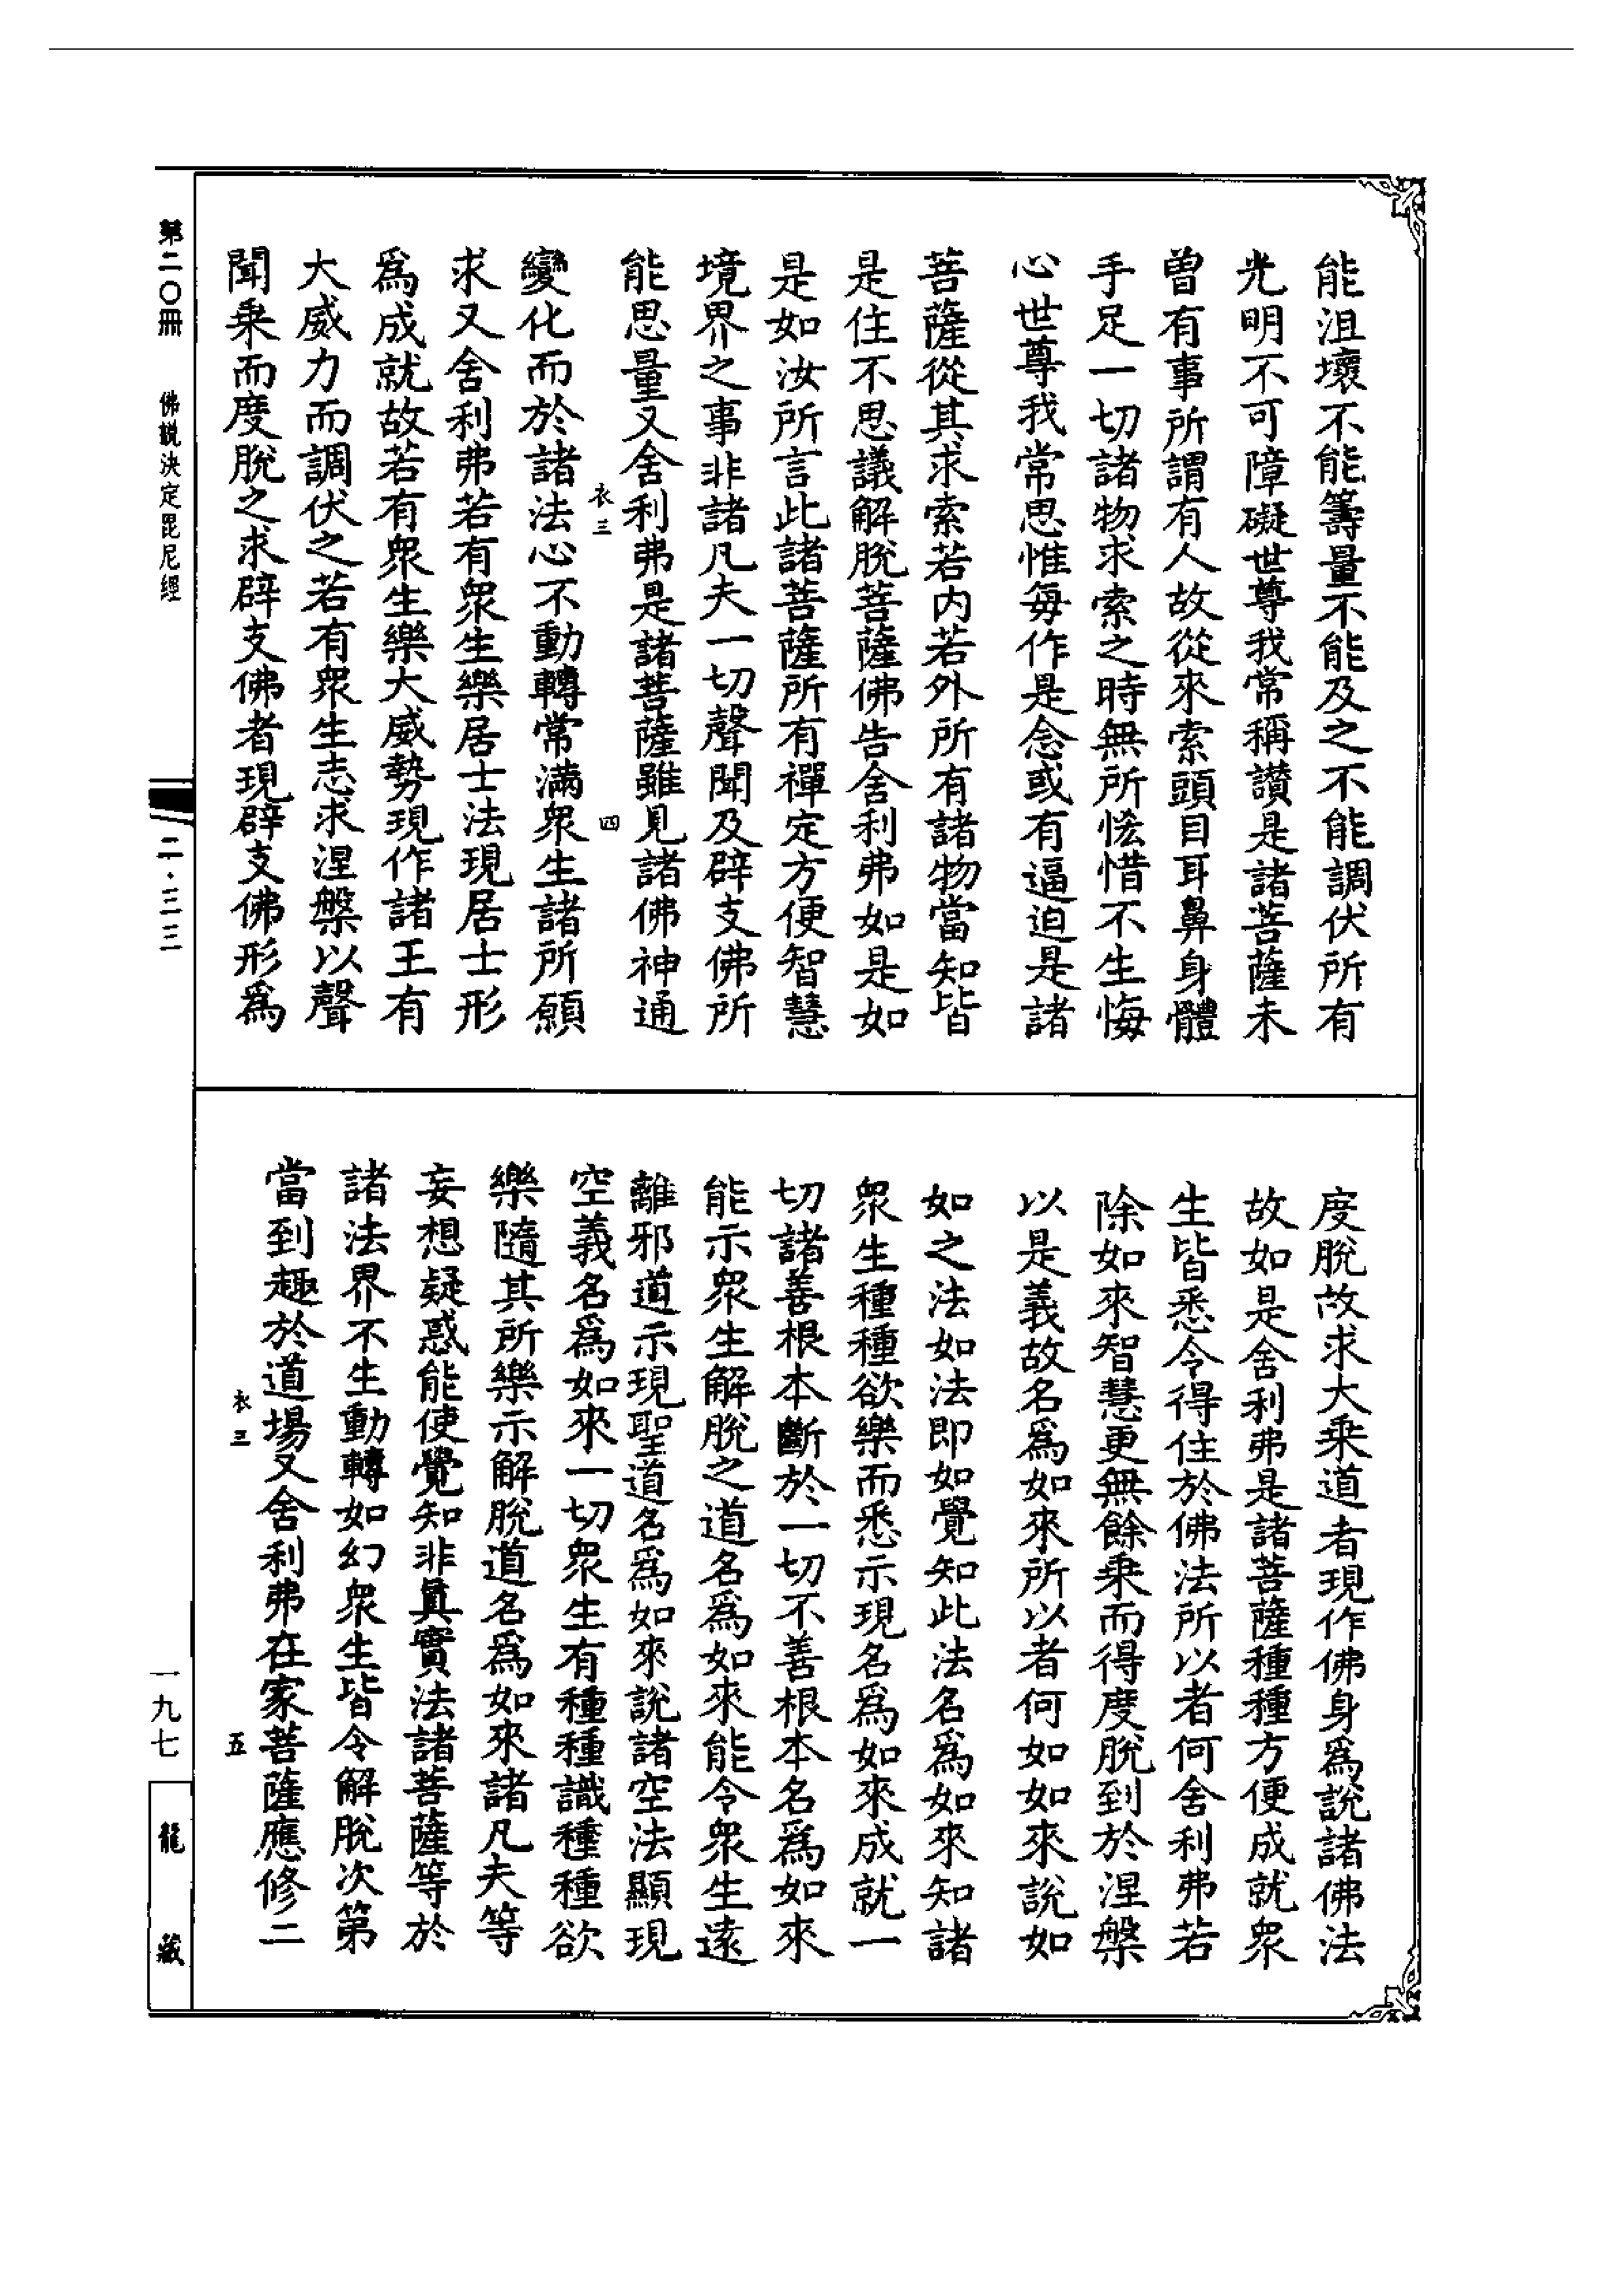 能沮壞不能籌量不能及之不能調伏所有
光明不可障礙世尊我常稱讚是諸菩薩未
曾有事所謂有人故從來索頭目耳鼻身體
手足一切諸物求索之時無所悋惜不生悔
心世尊我常思惟每作是念或有逼迫是諸
菩薩從其求索若內若外所有諸物當知皆
是住不思議解脫菩薩佛告舍利弗如是如
是如汝所言此諸菩薩所有禪定方便智慧
境界之事非諸凡夫一切聲聞及辟支佛所
能思量又舍利弗是諸菩薩雖見諸佛神通
衣三
四
變化而於諸法心不動轉常滿眾生諸所願
求又舍利弗若有眾生樂居士法現居士形
為成就故若有眾生樂大威勢現作諸王有
大威力而調伏之若有眾生志求涅槃以聲
聞乘而度脫之求辟支佛者現辟支佛形為
度脫故求大乘道者現作佛身為說諸佛法
故如是舍利弗是諸菩薩種種方便成就眾
生皆悉令得住於佛法所以者何舍利弗若
除如來智慧更無餘乘而得度脫到於涅槃
以是義故名為如來所以者何如如來說如
如之法如法即如覺知此法名為如來知諸
眾生種種欲樂而悉示現名為如來成就一
切諸善根本斷於一切不善根本名為如來
能示眾生解脫之道名為如來能令眾生遠
離邪道示現聖道名為如來說諸空法顯現
空義名為如來一切眾生有種種識種種欲
樂隨其所樂示解脫道名為如來諸凡夫等
妄想疑惑能使覺知非真實法諸菩薩等於
諸法界不生動轉如幻眾生皆令解脫次第
當到趣於道場又舍利弗在家菩薩應修二
衣三
五
第二〇冊
佛說決定毘尼經
二·三三
一九七
龍藏